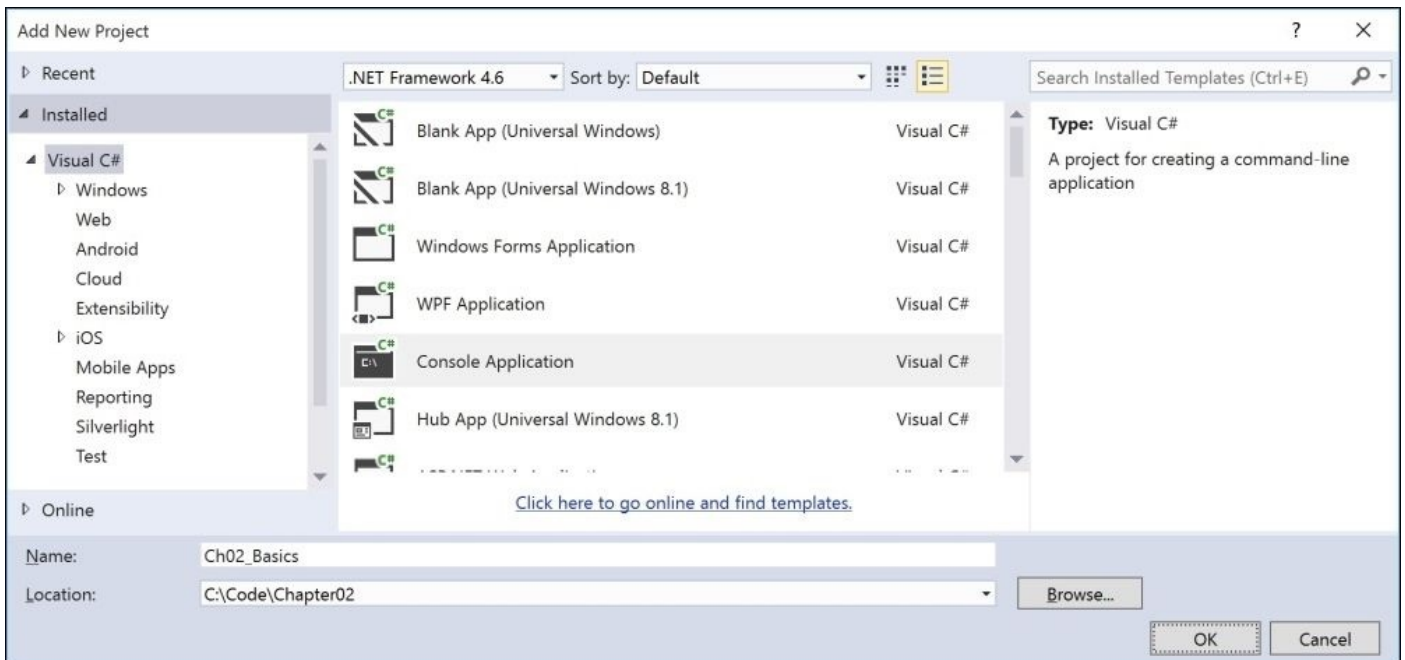 Add New Project
?
Recent
.NET Framework 4.6
Sort by: Default
Search Installed Templates (Ctrl+E)
Installed
Visual C#
Windows
Web
Android
Cloud
Extensibility
iOS
Mobile Apps
Reporting
Silverlight
Test
Online
Blank App (Universal Windows) Visual C#
Blank App (Universal Windows 8.1) Visual C#
Windows Forms Application Visual C#
WPF Application Visual C#
Console Application Visual C#
Hub App (Universal Windows 8.1) Visual C#
Click here to go online and find templates.
Type: Visual C#
A project for creating a command-line
application
Name: Ch02_Basics
Location: C:\Code\Chapter02
Browse...
OK Cancel